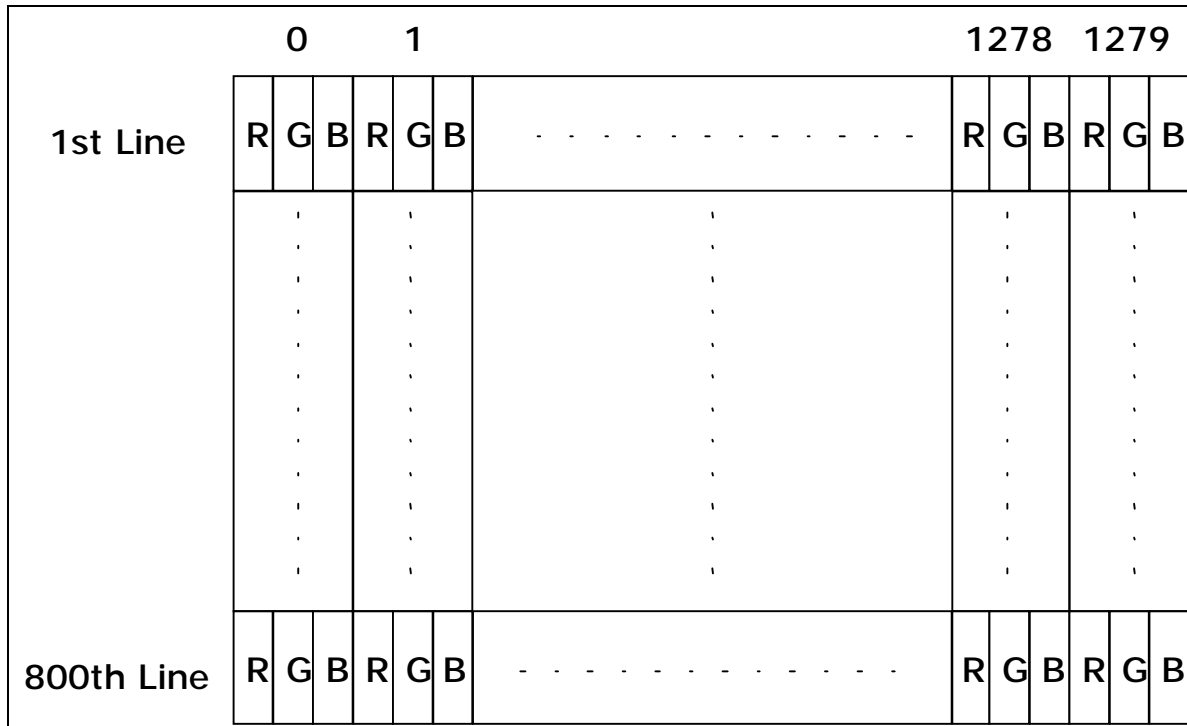 0 1 1278 1279
1st Line R G B R G B - - - - - - - - - - - - R G B R G B
800th Line R G B R G B - - - - - - - - - - - - R G B R G B